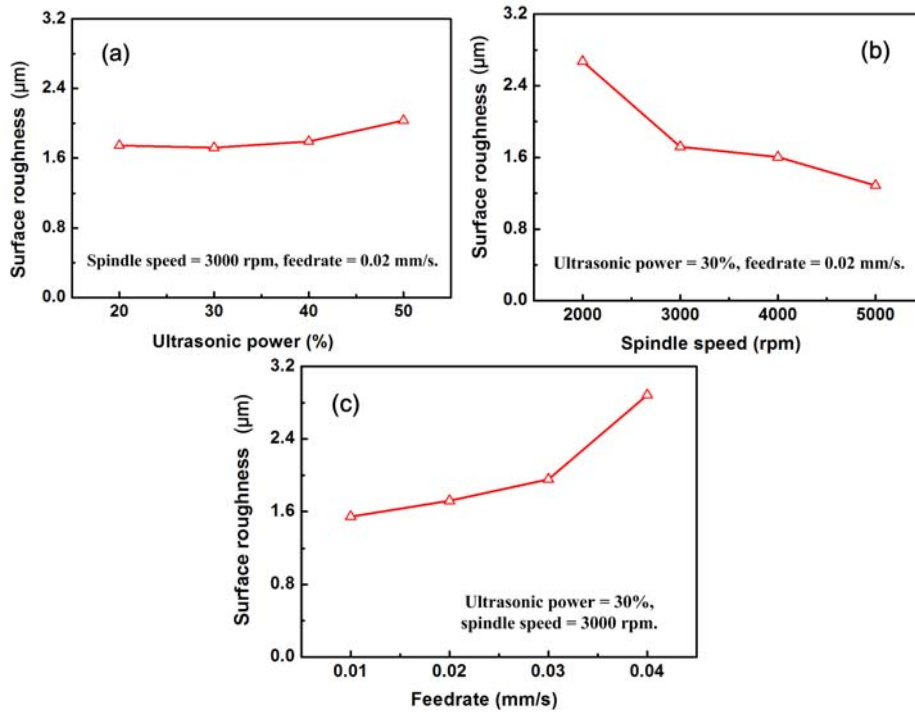 (a)
Surface roughness (μm)
3.2
2.4
1.6
0.8
0.0
Spindle speed = 3000 rpm, feedrate = 0.02 mm/s.
20 30 40 50
Ultrasonic power (%)
(b)
Surface roughness (μm)
3.2
2.4
1.6
0.8
0.0
Ultrasonic power = 30%, feedrate = 0.02 mm/s.
2000 3000 4000 5000
Spindle speed (rpm)
(c)
Surface roughness (μm)
3.2
2.4
1.6
0.8
0.0
Ultrasonic power = 30%,
spindle speed = 3000 rpm.
0.01 0.02 0.03 0.04
Feedrate (mm/s)